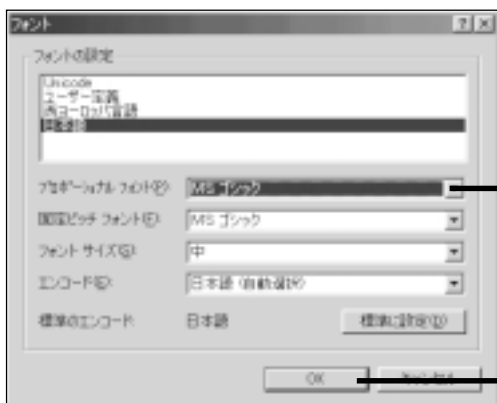 フォント
フォントの設定
Unicode
ユーザー定義
西ヨーロッパ言語
日本語
プロポーショナル フォント(P): MS ゴシック
固定ピッチ フォント(F): MS ゴシック
フォント サイズ(S): 中
エンコード(E): 日本語 (自動選択)
標準のエンコード: 日本語 標準に設定(D)
OK キャンセル